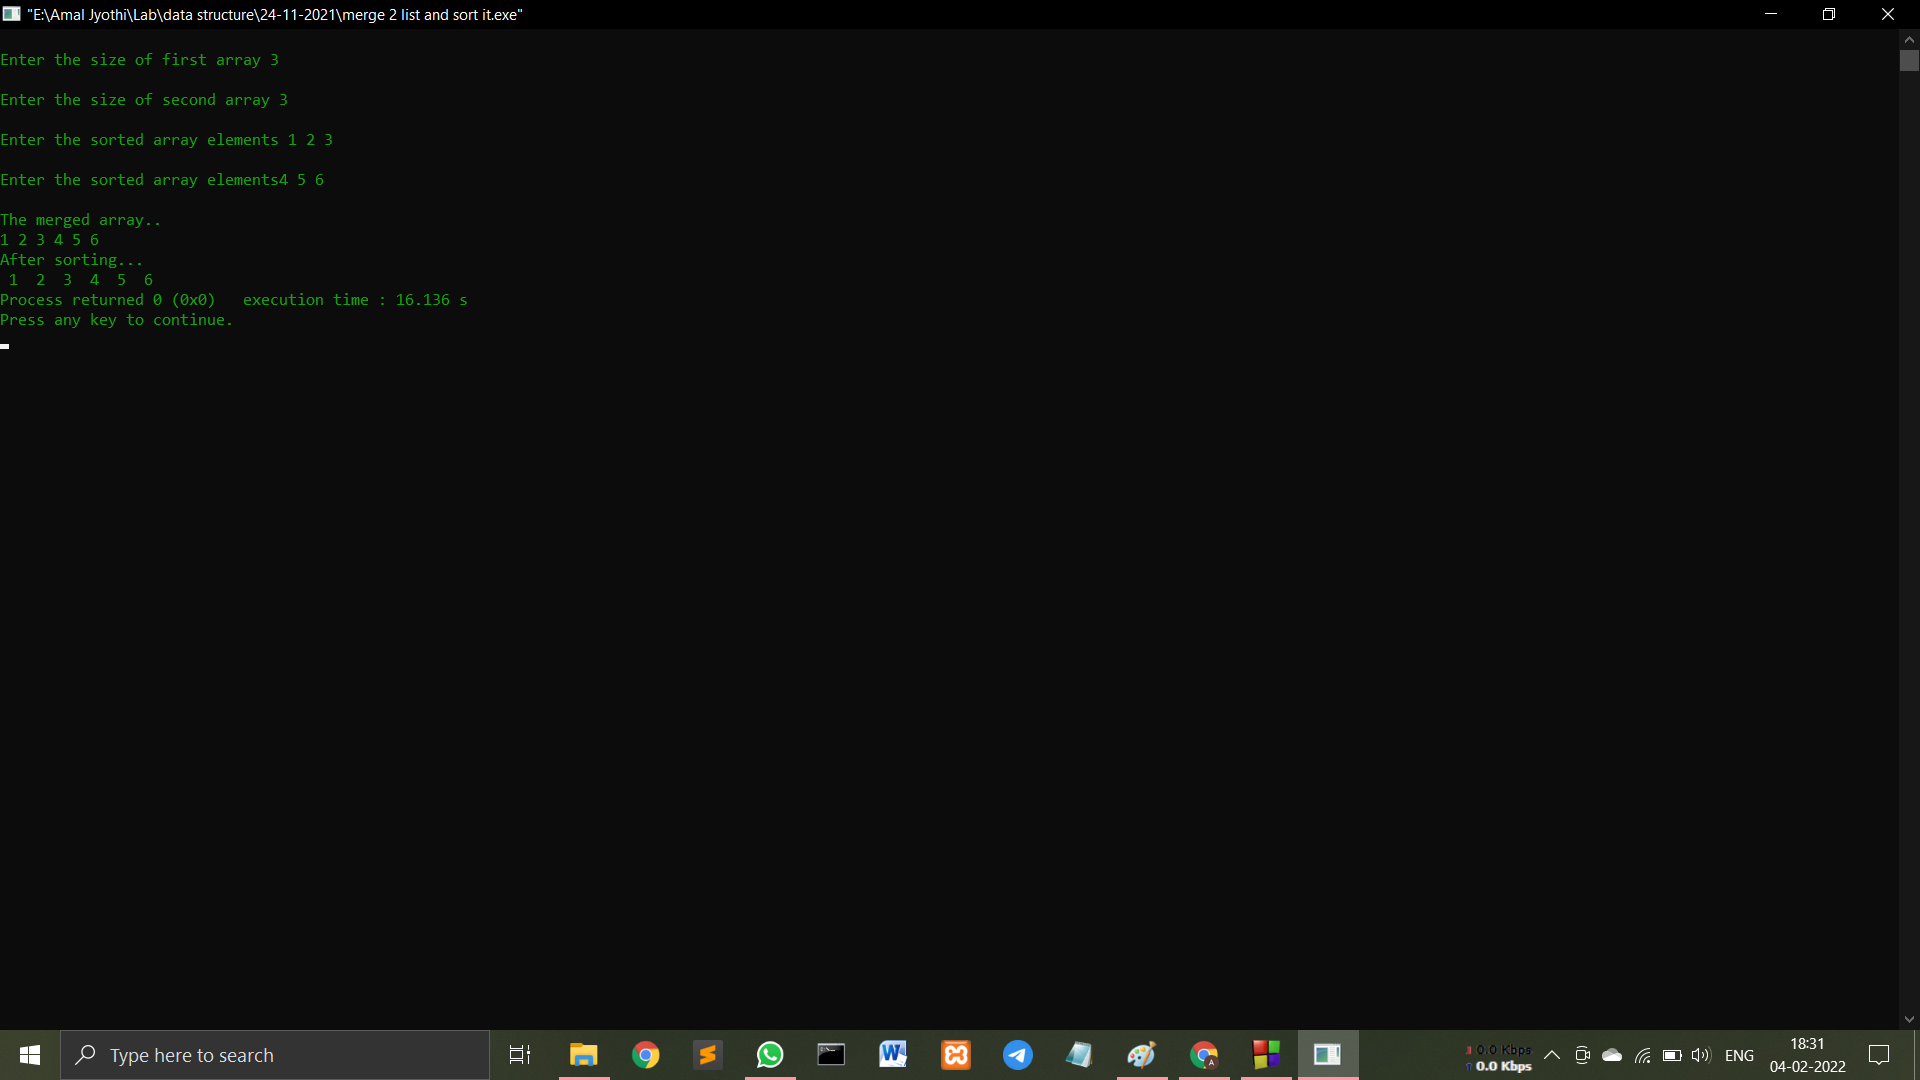 "E:\Amal Jyothi\Lab\data structure\24-11-2021\merge 2 list and sort it.exe"
Enter the size of first array 3
Enter the size of second array 3
Enter the sorted array elements 1 2 3
Enter the sorted array elements4 5 6
The merged array..
1 2 3 4 5 6
After sorting...
1  2  3  4  5  6
Process returned 0 (0x0)   execution time : 16.136 s
Press any key to continue.
Type here to search
0.0 Kbps
0.0 Kbps
ENG
18:31
04-02-2022